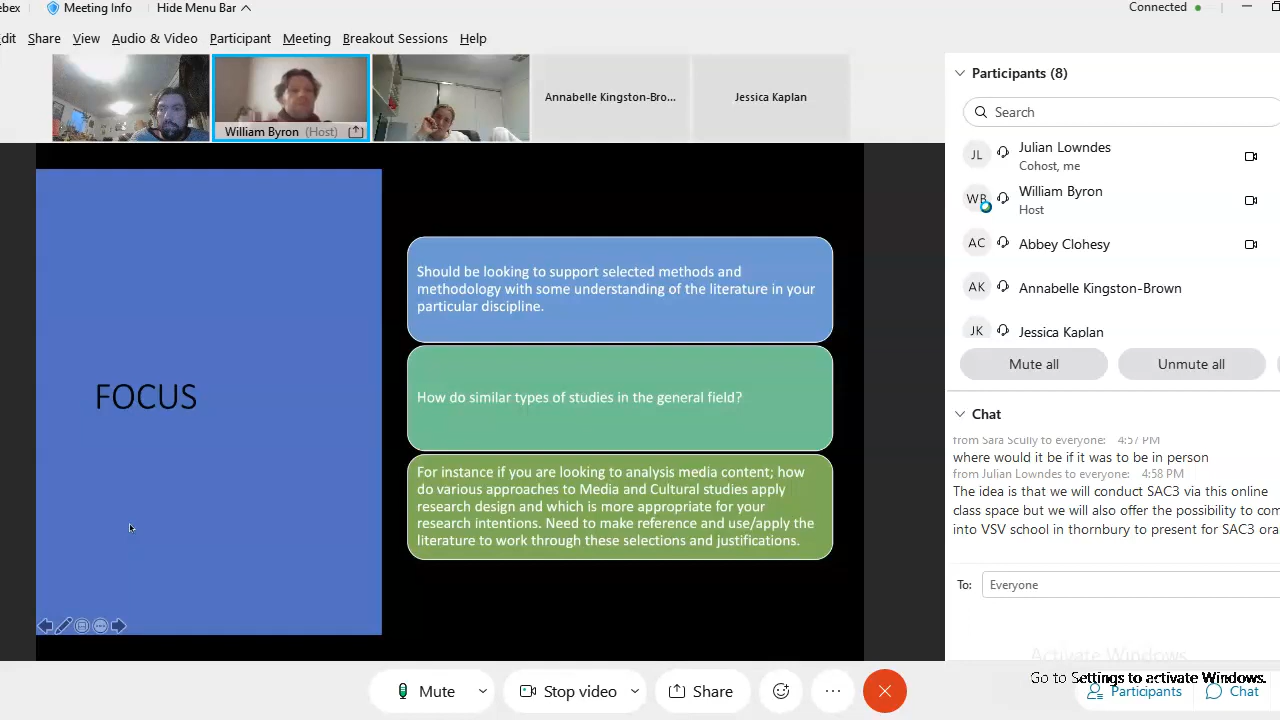 ebex
Meeting Info
Hide Menu Bar
Connected
dit Share View Audio & Video Participant Meeting Breakout Sessions Help
William Byron (Host)
Annabelle Kingston-Bro...
Jessica Kaplan
Participants (8)
Search
JL Julian Lowndes
Cohost, me
WB William Byron
Host
AC Abbey Clohesy
AK Annabelle Kingston-Brown
JK Jessica Kaplan
Mute all Unmute all
FOCUS
Should be looking to support selected methods and
methodology with some understanding of the literature in your
particular discipline.
How do similar types of studies in the general field?
For instance if you are looking to analysis media content; how
do various approaches to Media and Cultural studies apply
research design and which is more appropriate for your
research intentions. Need to make reference and use/apply the
literature to work through these selections and justifications.
Chat
from Sara Scully to everyone: 4:57 PM
where would it be if it was to be in person
from Julian Lowndes to everyone: 4:58 PM
The idea is that we will conduct SAC3 via this online
class space but we will also offer the possibility to com
into VSV school in thornbury to present for SAC3 ora
To: Everyone
Activate Windows
Go to Settings to activate Windows.
Mute Stop video Share
Participants Chat